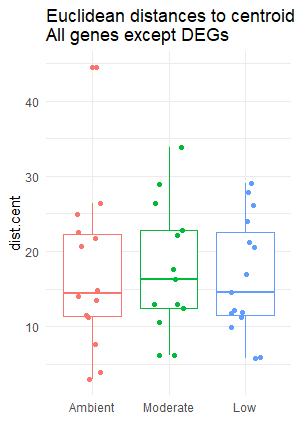 Euclidean distances to centroid
All genes except DEGs
40
30
20
10
dist.cent
Ambient Moderate Low